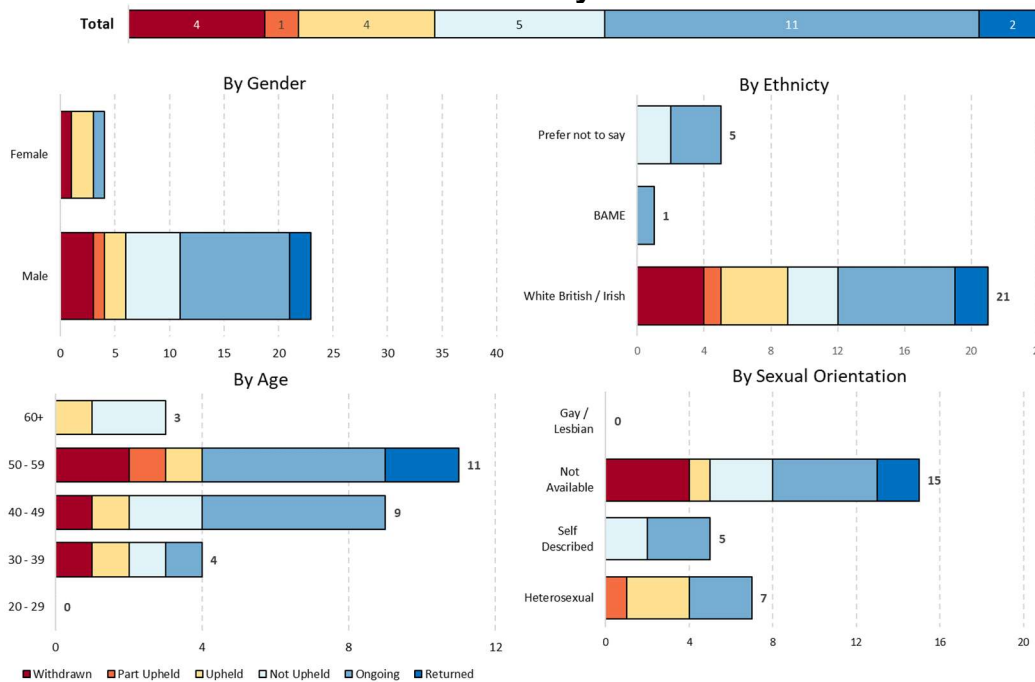 Total 4 1 4 5 11 2
By Gender
Female
Male
0 5 10 15 20 25 30 35 40
By Ethnicty
Prefer not to say 5
BAME 1
White British / Irish 21
0 4 8 12 16 20
By Age
60+ 3
50 - 59 11
40 - 49 9
30 - 39 4
20 - 29 0
0 4 8 12
By Sexual Orientation
Gay /
Lesbian
0
Not
Available
15
Self
Described
5
Heterosexual 7
0 4 8 12 16 20
Withdrawn Part Upheld Upheld Not Upheld Ongoing Returned